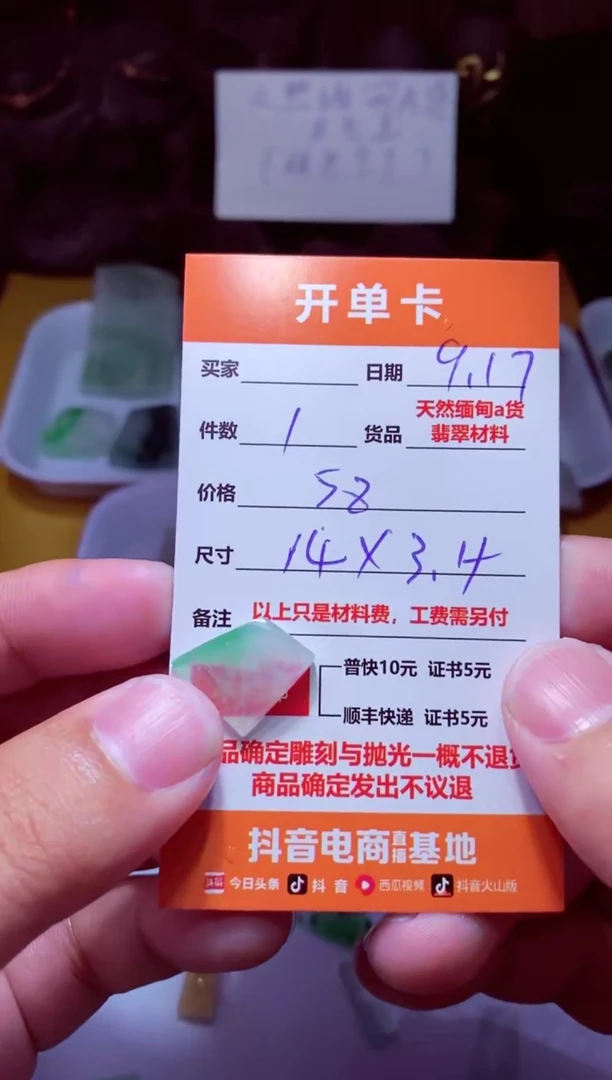 开单卡
买家 日期 9.17
天然缅甸a货
件数 1 货品 翡翠材料
价格 58
尺寸 14X3.4
备注 以上只是材料费，工费需另付
普快10元 证书5元
顺丰快递 证书5元
品确定雕刻与抛光一概不退
商品确定发出不议退
抖音电商直播基地
头条 今日头条 抖音 西瓜视频 抖音火山版